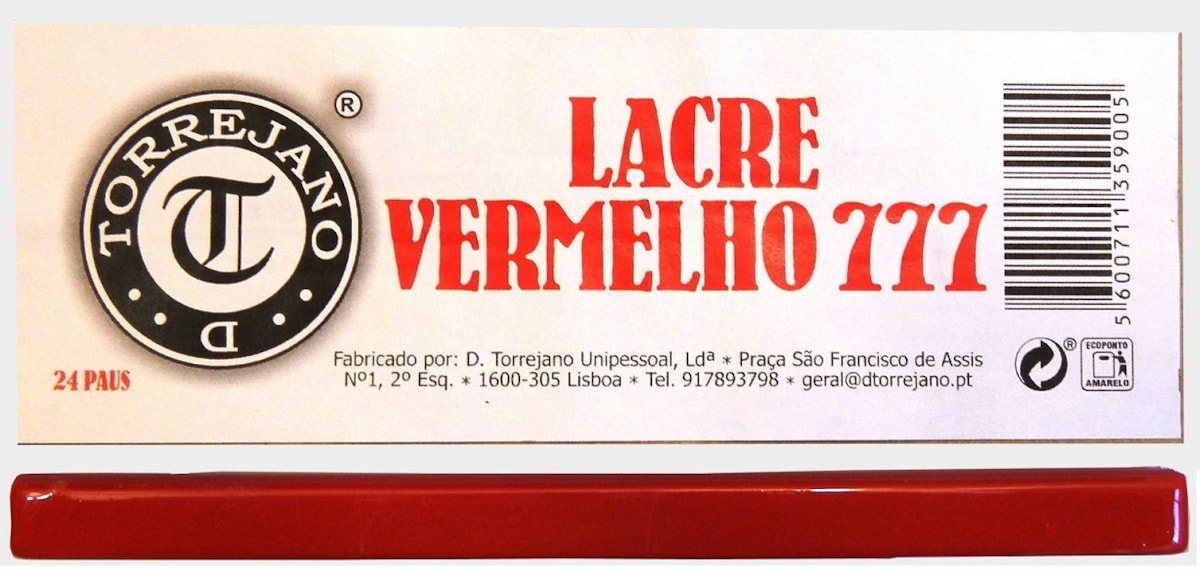 TORREJANO
D
®
LACRE
VERMELHO 777
24 PAUS
Fabricado por: D. Torrejano Unipessoal, Ldª * Praça São Francisco de Assis
Nº1, 2º Esq. * 1600-305 Lisboa * Tel. 917893798 * geral@dtorrejano.pt
5 600711 359005
®
ECOPONTO
AMARELO
T